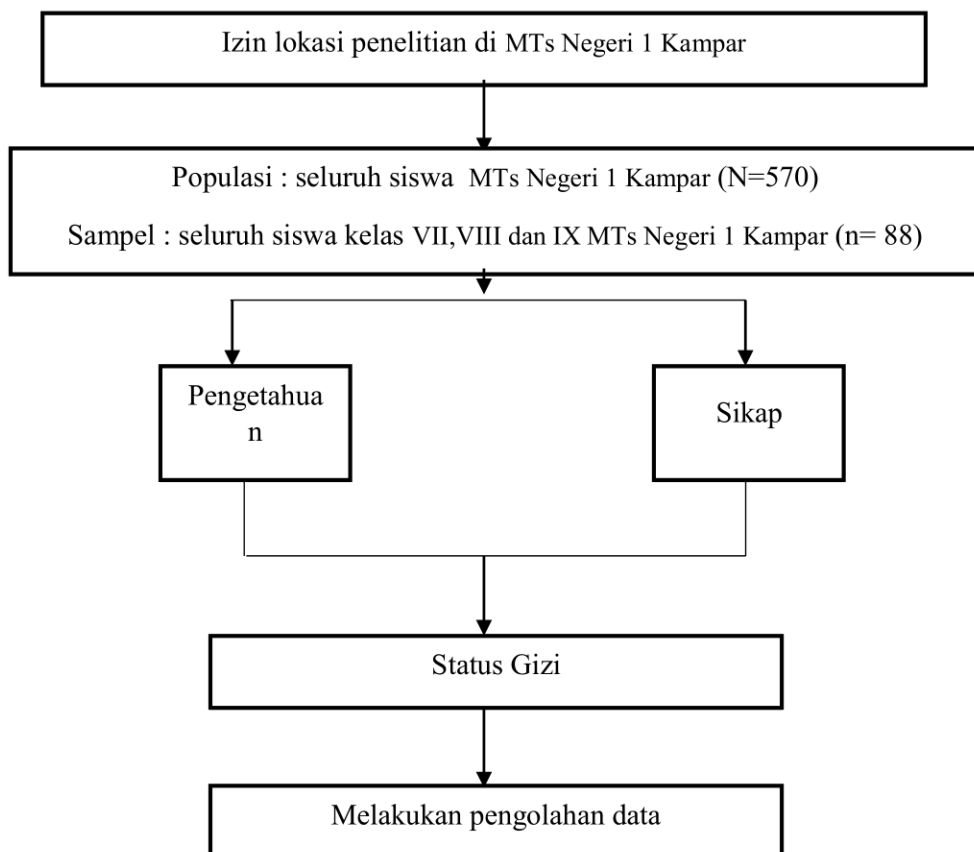 Izin lokasi penelitian di MTs Negeri 1 Kampar
Populasi : seluruh siswa MTs Negeri 1 Kampar (N=570)
Sampel : seluruh siswa kelas VII,VIII dan IX MTs Negeri 1 Kampar (n= 88)
Pengetahua
n
Sikap
Status Gizi
Melakukan pengolahan data